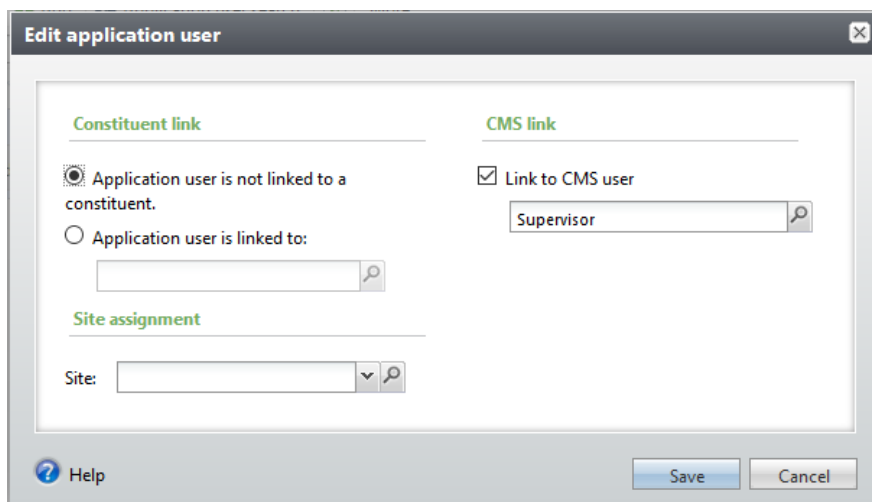 Edit application user
Constituent link
Application user is not linked to a
constituent.
Application user is linked to:
Site assignment
Site:
CMS link
Link to CMS user
Supervisor
Help
Save
Cancel